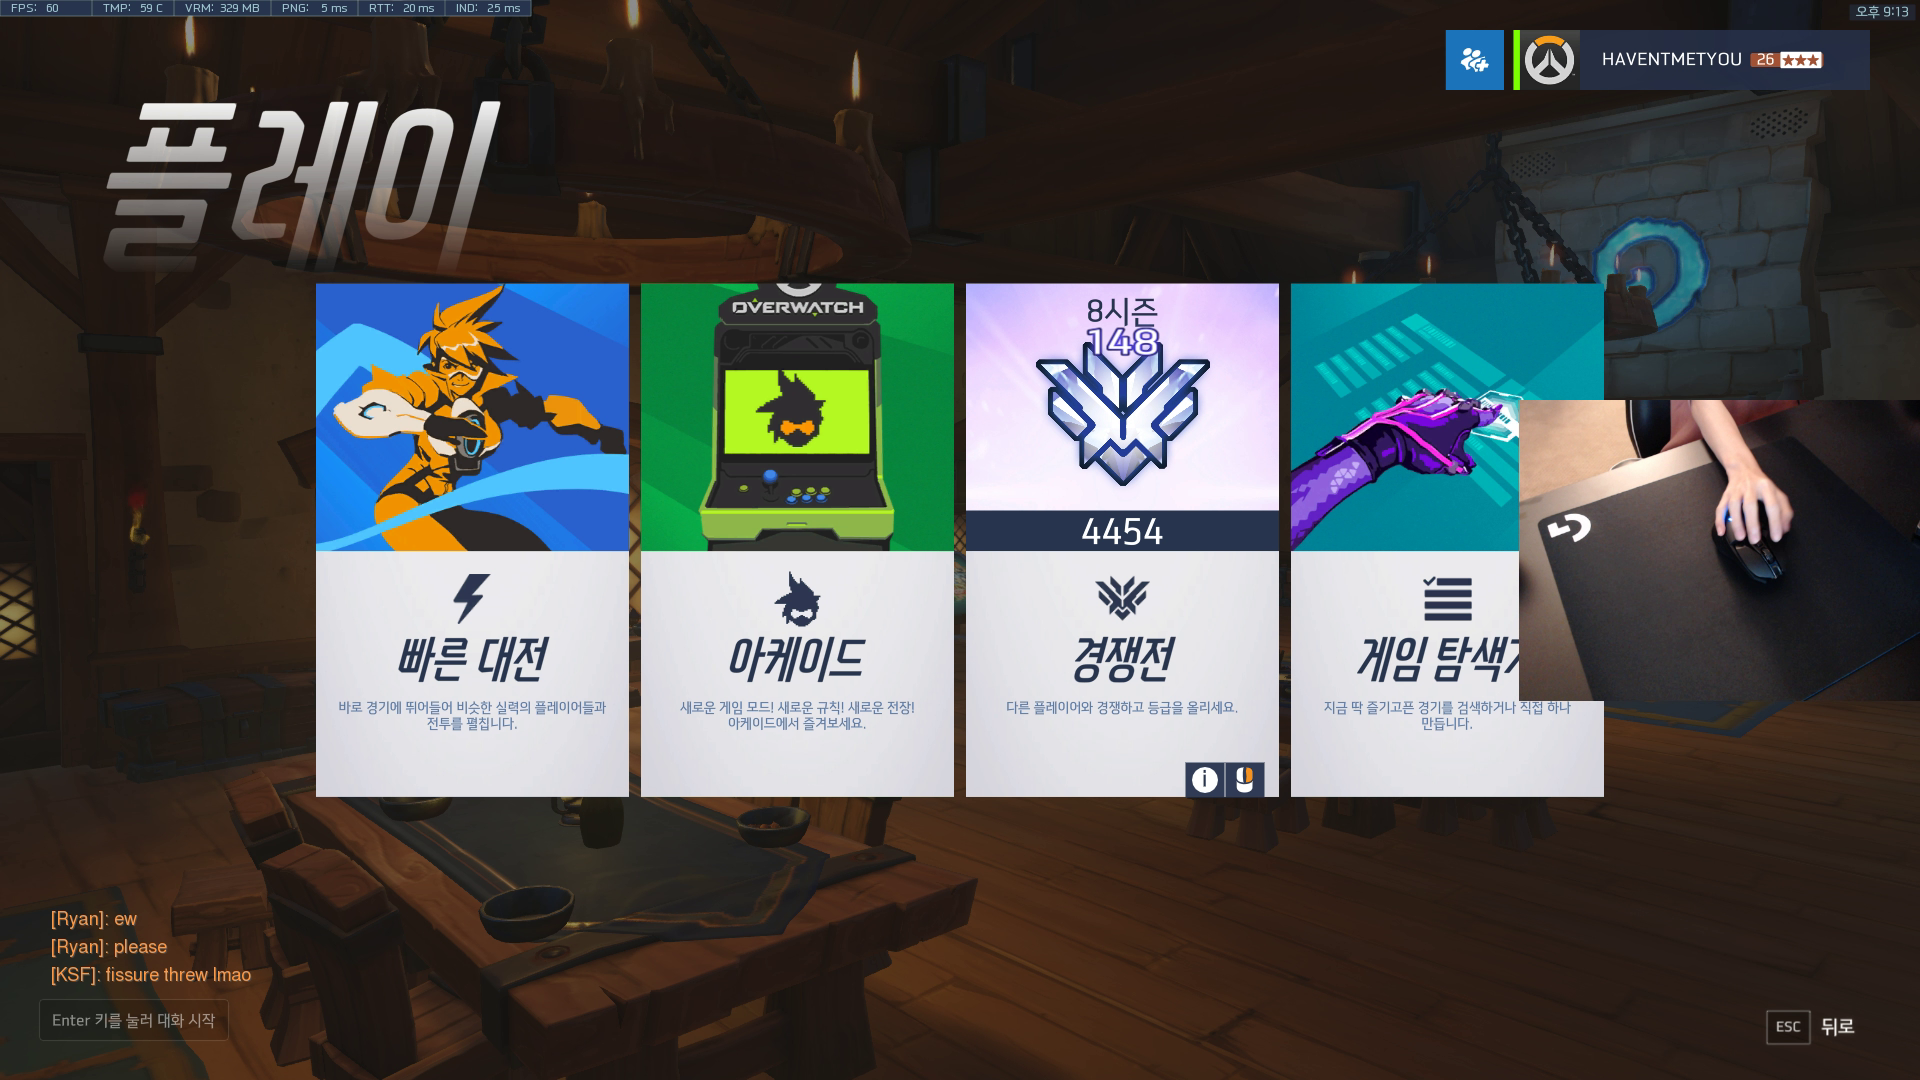 FPS: 60 TMP: 59 C VRM: 329 MB PNG: 5 ms RTT: 20 ms IND: 25 ms
오후 9:13
HAVENTMETYOU 26
플레이
OVERWATCH
8시즌
148
4454
빠른 대전
바로 경기에 뛰어들어 비슷한 실력의 플레이어들과
전투를 펼칩니다.
아케이드
새로운 게임 모드! 새로운 규칙! 새로운 전장!
아케이드에서 즐겨보세요.
경쟁전
다른 플레이어와 경쟁하고 등급을 올리세요.
게임 탐색
지금 딱 즐기고픈 경기를 검색하거나 직접 하나
만듭니다.
[Ryan]: ew
[Ryan]: please
[KSF]: fissure threw lmao
Enter 키를 눌러 대화 시작
ESC 뒤로